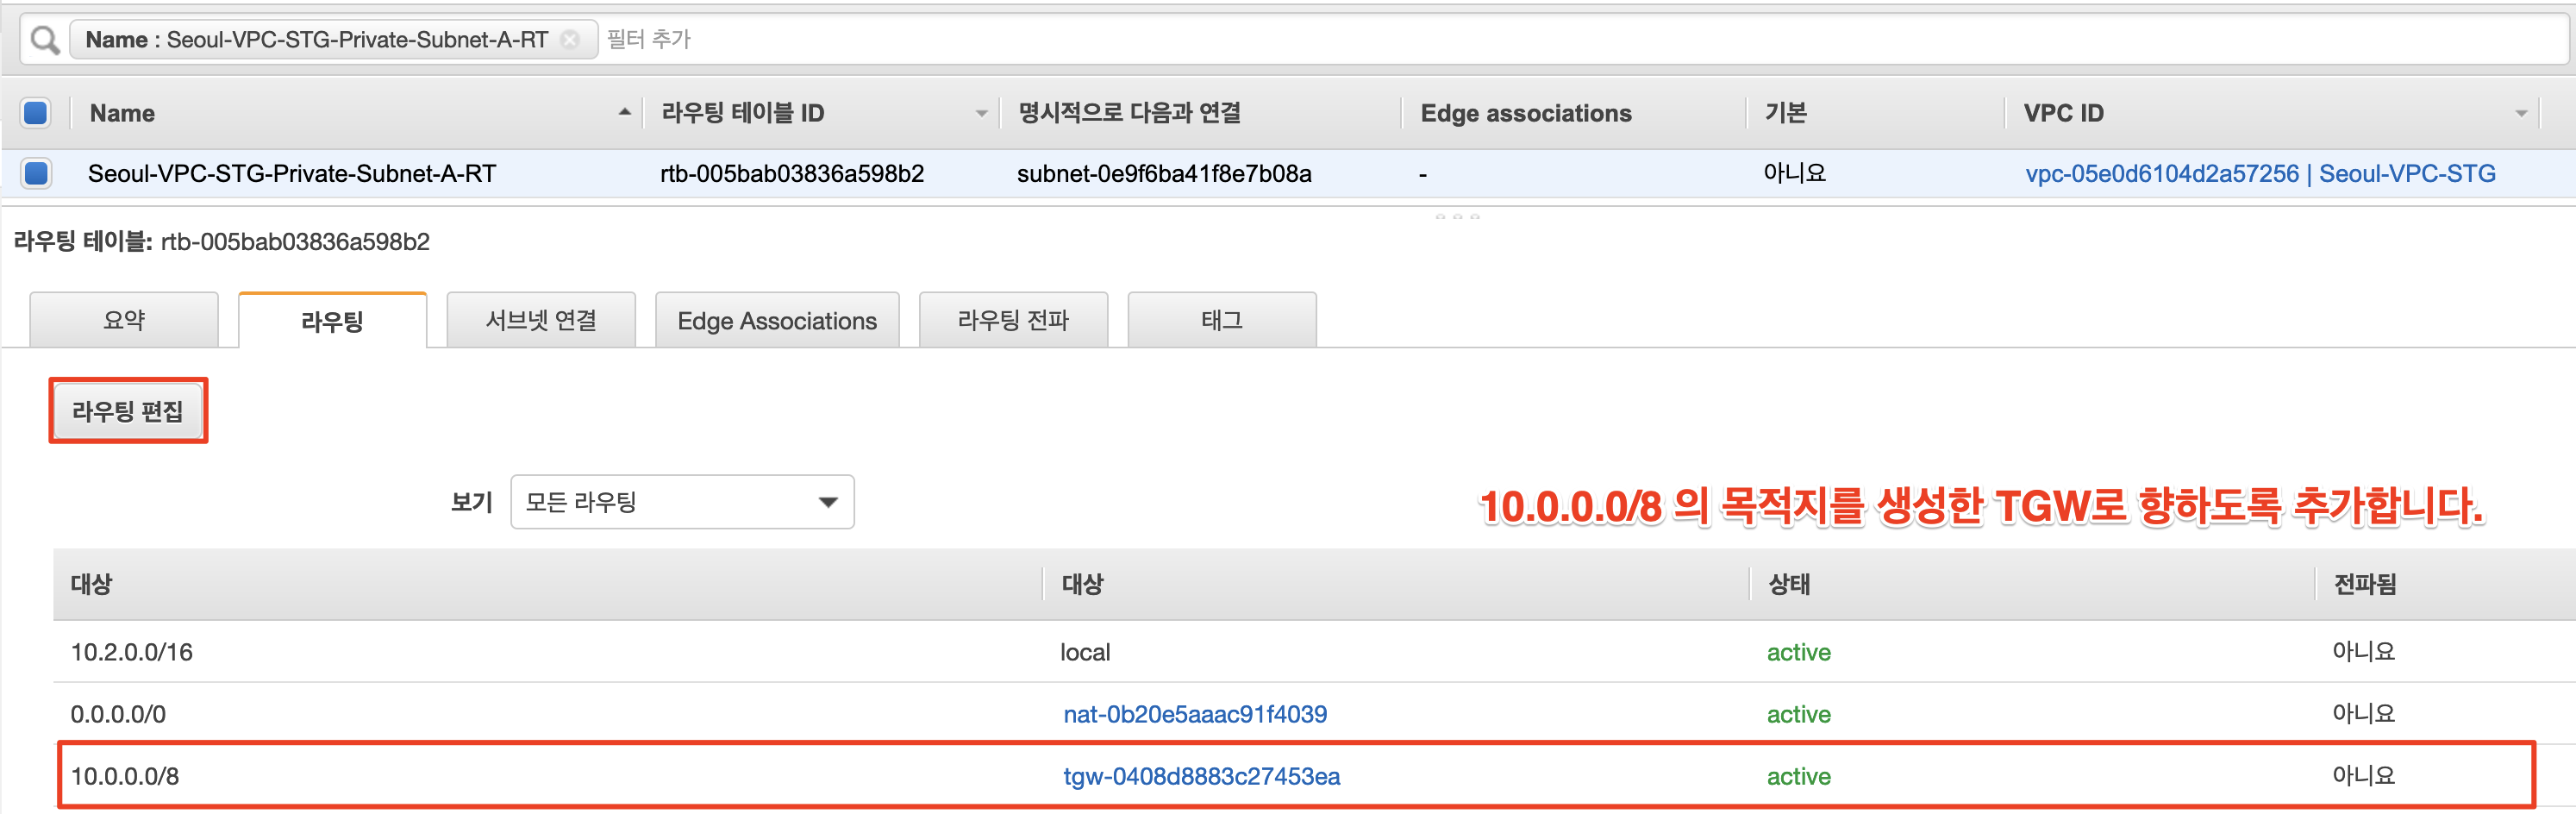 Name : Seoul-VPC-STG-Private-Subnet-A-RT 필터 추가
Name 라우팅 테이블 ID 명시적으로 다음과 연결 Edge associations 기본 VPC ID
Seoul-VPC-STG-Private-Subnet-A-RT rtb-005bab03836a598b2 subnet-0e9f6ba41f8e7b08a - 아니요 vpc-05e0d6104d2a57256 | Seoul-VPC-STG
라우팅 테이블: rtb-005bab03836a598b2
요약 라우팅 서브넷 연결 Edge Associations 라우팅 전파 태그
라우팅 편집
보기 모든 라우팅
10.0.0.0/8 의 목적지를 생성한 TGW로 향하도록 추가합니다.
대상 대상 상태 전파됨
10.2.0.0/16 local active 아니요
0.0.0.0/0 nat-0b20e5aaac91f4039 active 아니요
10.0.0.0/8 tgw-0408d8883c27453ea active 아니요